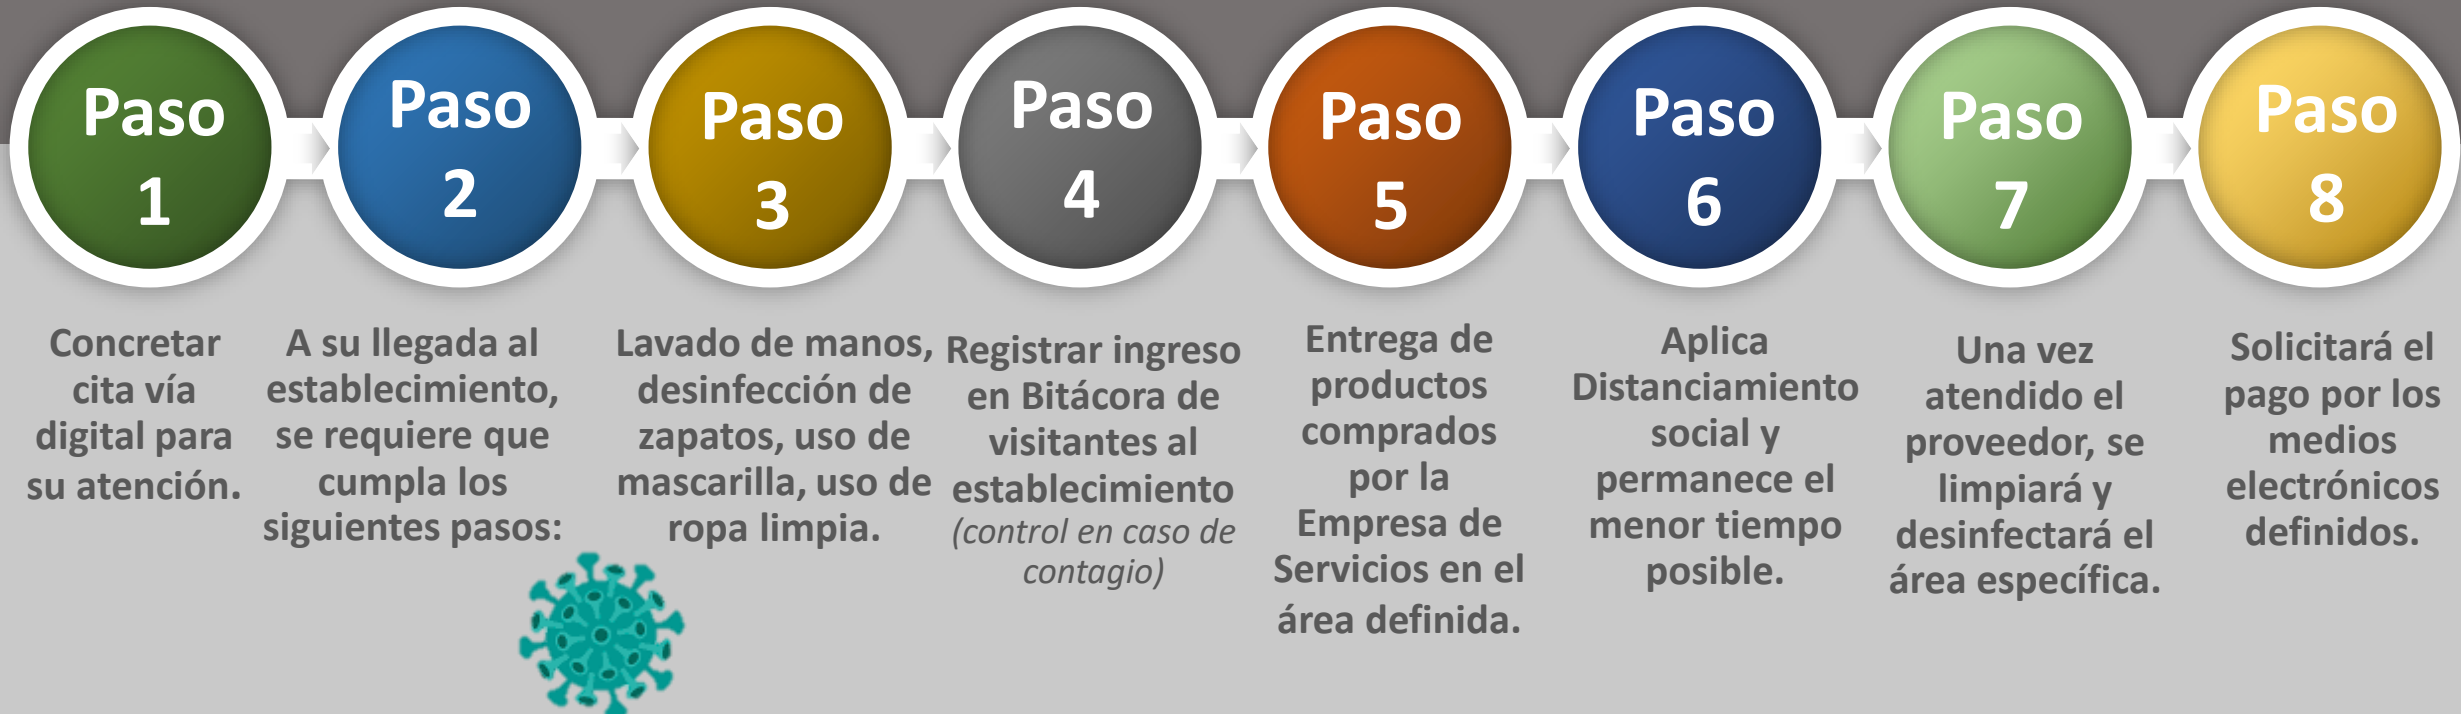 Paso
1
Paso
2
Paso
3
Paso
4
Paso
5
Paso
6
Paso
7
Paso
8
Concretar
cita vía
digital para
su atención.
A su llegada al
establecimiento,
se requiere que
cumpla los
siguientes pasos:
Lavado de manos,
desinfección de
zapatos, uso de
mascarilla, uso de
ropa limpia.
Registrar ingreso
en Bitácora de
visitantes al
establecimiento
(control en caso de
contagio)
Entrega de
productos
comprados
por la
Empresa de
Servicios en el
área definida.
Aplica
Distanciamiento
social y
permanece el
menor tiempo
posible.
Una vez
atendido el
proveedor, se
limpiará y
desinfectará el
área específica.
Solicitará el
pago por los
medios
electrónicos
definidos.